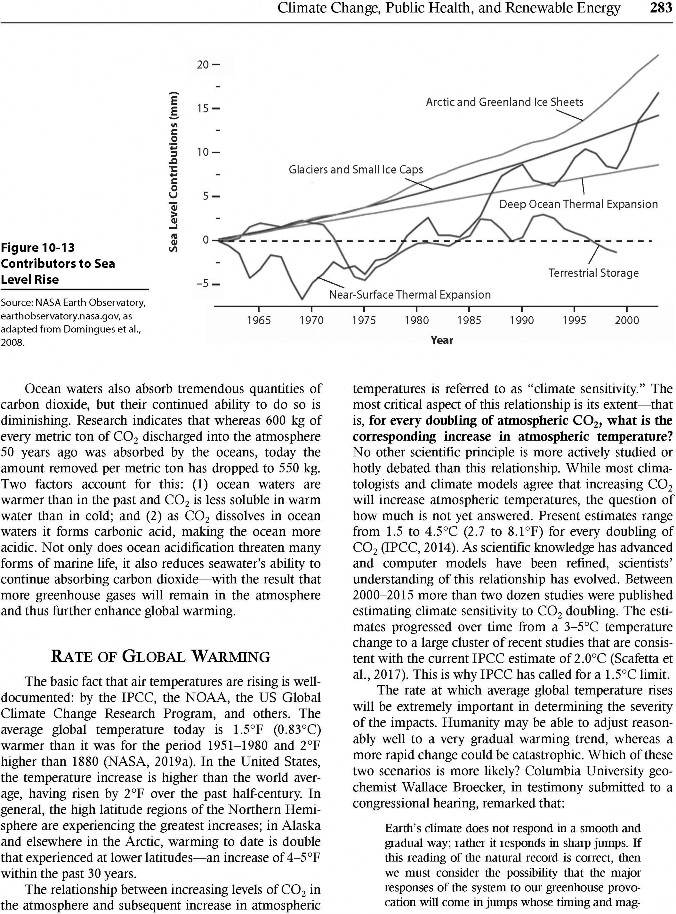 Climate Change, Public Health, and Renewable Energy 283
20
15
10
5
0
–5
Sea Level Contributions (mm)
Arctic and Greenland Ice Sheets
Glaciers and Small Ice Caps
Deep Ocean Thermal Expansion
Terrestrial Storage
Near-Surface Thermal Expansion
1965 1970 1975 1980 1985 1990 1995 2000
Year
Figure 10-13
Contributors to Sea
Level Rise
Source: NASA Earth Observatory,
earthobservatory.nasa.gov, as
adapted from Domingues et al.,
2008.
Ocean waters also absorb tremendous quantities of
carbon dioxide, but their continued ability to do so is
diminishing. Research indicates that whereas 600 kg of
every metric ton of CO₂ discharged into the atmosphere
50 years ago was absorbed by the oceans, today the
amount removed per metric ton has dropped to 550 kg.
Two factors account for this: (1) ocean waters are
warmer than in the past and CO₂ is less soluble in warm
water than in cold; and (2) as CO₂ dissolves in ocean
waters it forms carbonic acid, making the ocean more
acidic. Not only does ocean acidification threaten many
forms of marine life, it also reduces seawater's ability to
continue absorbing carbon dioxide—with the result that
more greenhouse gases will remain in the atmosphere
and thus further enhance global warming.
RATE OF GLOBAL WARMING
The basic fact that air temperatures are rising is well-
documented: by the IPCC, the NOAA, the US Global
Climate Change Research Program, and others. The
average global temperature today is 1.5°F (0.83°C)
warmer than it was for the period 1951–1980 and 2°F
higher than 1880 (NASA, 2019a). In the United States,
the temperature increase is higher than the world aver-
age, having risen by 2°F over the past half-century. In
general, the high latitude regions of the Northern Hemi-
sphere are experiencing the greatest increases; in Alaska
and elsewhere in the Arctic, warming to date is double
that experienced at lower latitudes—an increase of 4–5°F
within the past 30 years.
The relationship between increasing levels of CO₂ in
the atmosphere and subsequent increase in atmospheric
temperatures is referred to as “climate sensitivity.” The
most critical aspect of this relationship is its extent—that
is, for every doubling of atmospheric CO₂, what is the
corresponding increase in atmospheric temperature?
No other scientific principle is more actively studied or
hotly debated than this relationship. While most clima-
tologists and climate models agree that increasing CO₂
will increase atmospheric temperatures, the question of
how much is not yet answered. Present estimates range
from 1.5 to 4.5°C (2.7 to 8.1°F) for every doubling of
CO₂ (IPCC, 2014). As scientific knowledge has advanced
and computer models have been refined, scientists'
understanding of this relationship has evolved. Between
2000–2015 more than two dozen studies were published
estimating climate sensitivity to CO₂ doubling. The esti-
mates progressed over time from a 3–5°C temperature
change to a large cluster of recent studies that are consis-
tent with the current IPCC estimate of 2.0°C (Scafetta et
al., 2017). This is why IPCC has called for a 1.5°C limit.
The rate at which average global temperature rises
will be extremely important in determining the severity
of the impacts. Humanity may be able to adjust reason-
ably well to a very gradual warming trend, whereas a
more rapid change could be catastrophic. Which of these
two scenarios is more likely? Columbia University geo-
chemist Wallace Broecker, in testimony submitted to a
congressional hearing, remarked that:
Earth's climate does not respond in a smooth and
gradual way; rather it responds in sharp jumps. If
this reading of the natural record is correct, then
we must consider the possibility that the major
responses of the system to our greenhouse provo-
cation will come in jumps whose timing and mag-